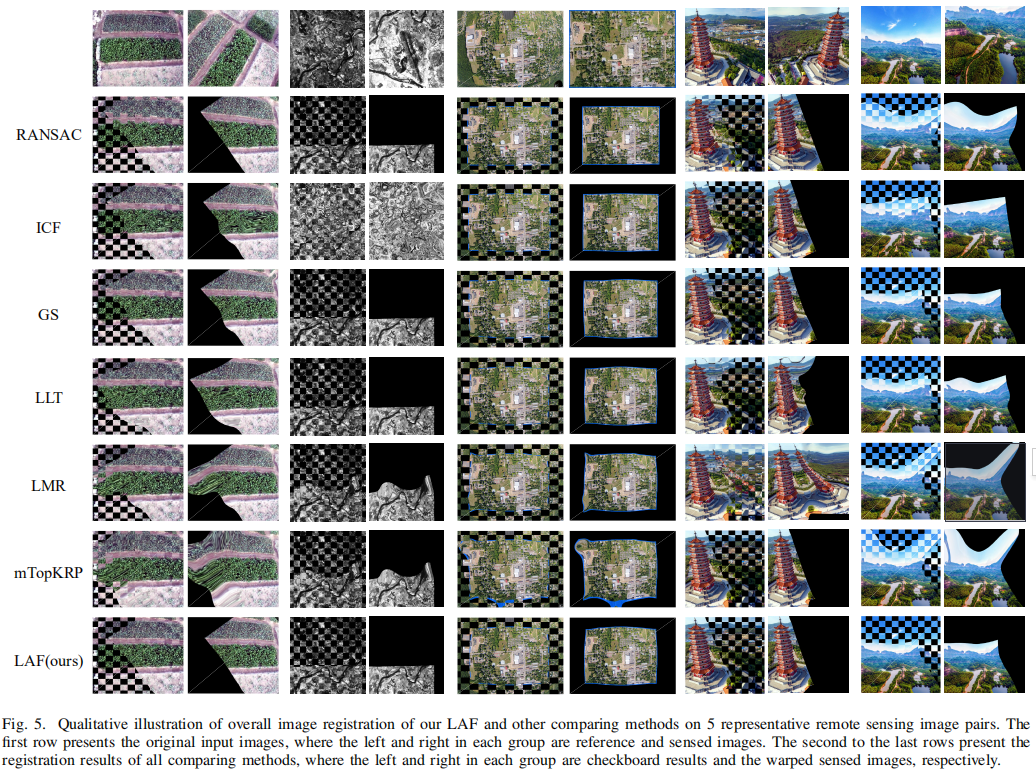 RANSAC
ICF
GS
LLT
LMR
mTopKRP
LAF(ours)
Fig. 5. Qualitative illustration of overall image registration of our LAF and other comparing methods on 5 representative remote sensing image pairs. The
first row presents the original input images, where the left and right in each group are reference and sensed images. The second to the last rows present the
registration results of all comparing methods, where the left and right in each group are checkboard results and the warped sensed images, respectively.